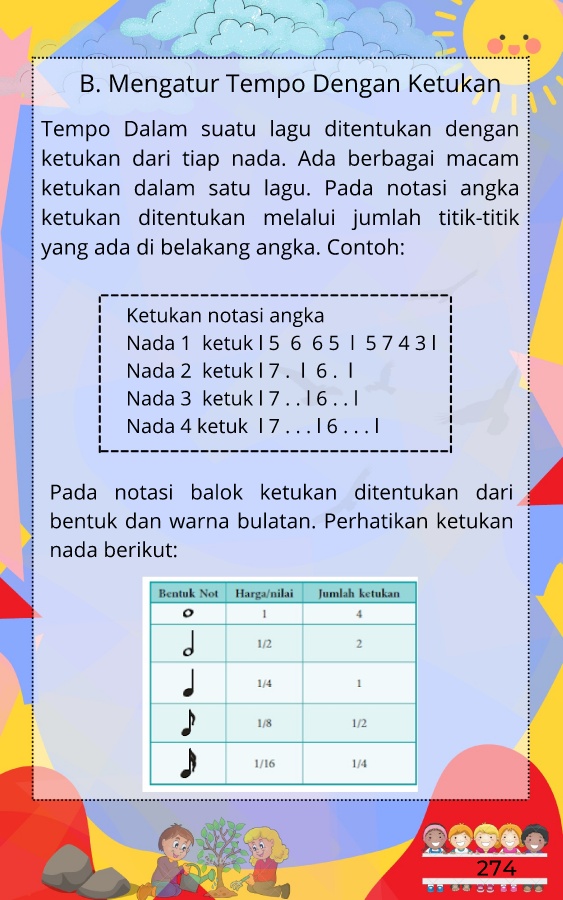 B. Mengatur Tempo Dengan Ketukan
Tempo Dalam suatu lagu ditentukan dengan
ketukan dari tiap nada. Ada berbagai macam
ketukan dalam satu lagu. Pada notasi angka
ketukan ditentukan melalui jumlah titik-titik
yang ada di belakang angka. Contoh:
Ketukan notasi angka
Nada 1 ketuk l 5 6 6 5 l 5 7 4 3 l
Nada 2 ketuk l 7 . l 6 . l
Nada 3 ketuk l 7 . . l 6 . . l
Nada 4 ketuk l 7 . . . l 6 . . . l
Pada notasi balok ketukan ditentukan dari
bentuk dan warna bulatan. Perhatikan ketukan
nada berikut:
Bentuk Not Harga/nilai Jumlah ketukan
1 4
1/2 2
1/4 1
1/8 1/2
1/16 1/4
274